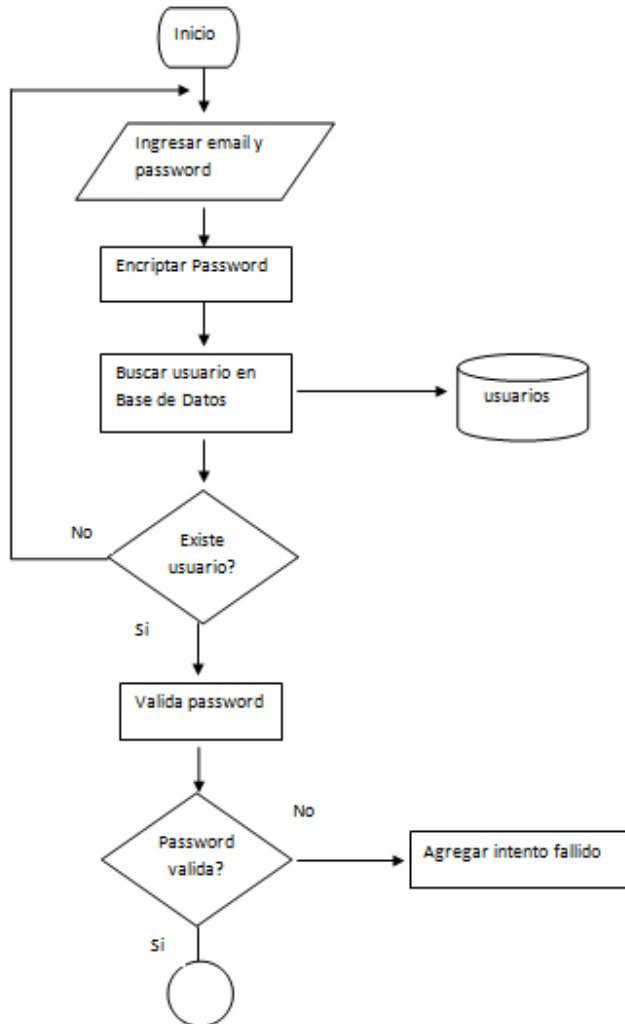 Inicio
Ingresar email y
password
Encriptar Password
Buscar usuario en
Base de Datos
usuarios
No
Existe
usuario?
Si
Valida password
No
Password
valida?
Agregar intento fallido
Si